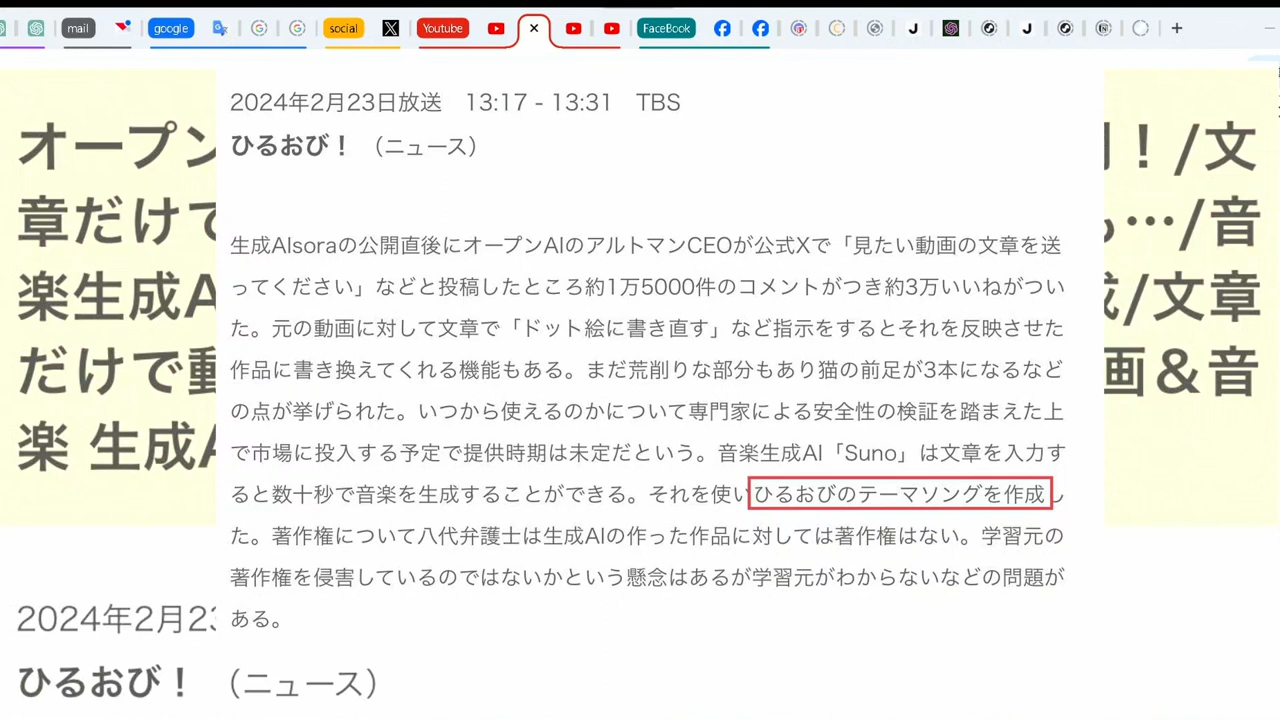 mail
google
social
Youtube
FaceBook
2024年2月23日放送 13:17 - 13:31 TBS
ひるおび！ （ニュース）
生成AIsoraの公開直後にオープンAIのアルトマンCEOが公式Xで「見たい動画の文章を送
ってください」などと投稿したところ約1万5000件のコメントがつき約3万いいねがつい
た。元の動画に対して文章で「ドット絵に書き直す」など指示をするとそれを反映させた
作品に書き換えてくれる機能もある。まだ荒削りな部分もあり猫の前足が3本になるなど
の点が挙げられた。いつから使えるのかについて専門家による安全性の検証を踏まえた上
で市場に投入する予定で提供時期は未定だという。音楽生成AI「Suno」は文章を入力す
ると数十秒で音楽を生成することができる。それを使いひるおびのテーマソングを作成し
た。著作権について八代弁護士は生成AIの作った作品に対しては著作権はない。学習元の
著作権を侵害しているのではないかという懸念はあるが学習元がわからないなどの問題が
ある。
オープン
章だけで
楽生成A
だけで動
楽 生成A
！/文
…/音
/文章
画＆音
楽
2024年2月23
ひるおび！ （ニュース）